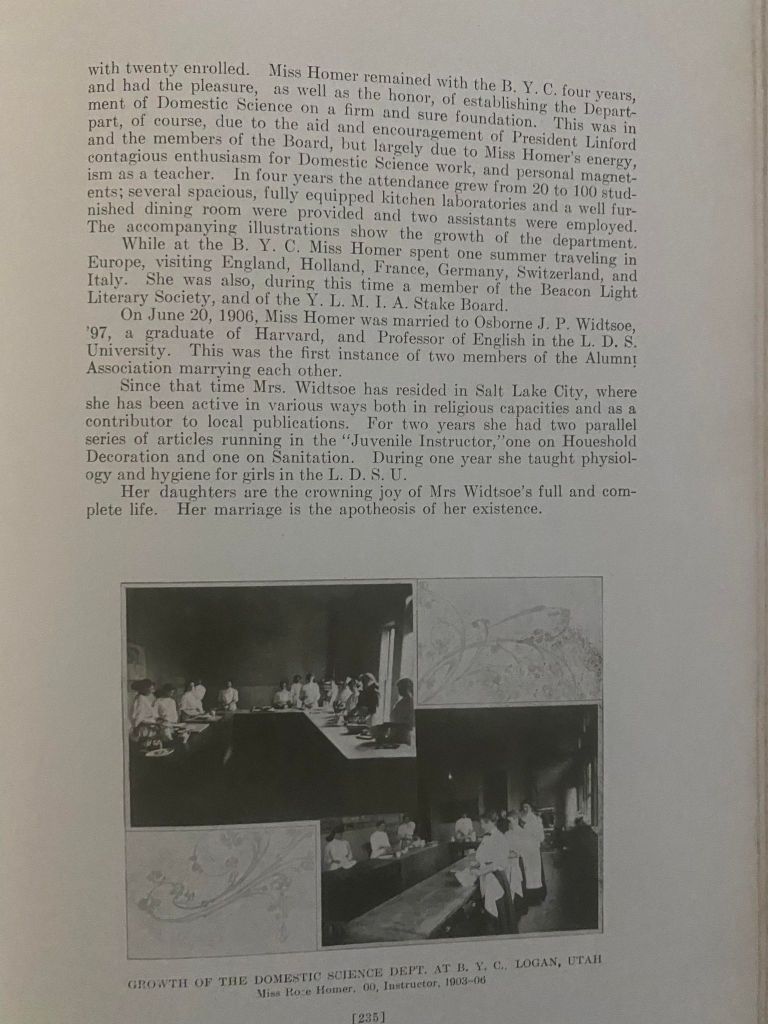 with twenty enrolled. Miss Homer remained with the B. Y. C. four years,
and had the pleasure, as well as the honor, of establishing the Depart-
ment of Domestic Science on a firm and sure foundation. This was in
part, of course, due to the aid and encouragement of President Linford
and the members of the Board, but largely due to Miss Homer's energy,
contagious enthusiasm for Domestic Science work, and personal magnet-
ism as a teacher. In four years the attendance grew from 20 to 100 stud-
ents; several spacious, fully equipped kitchen laboratories and a well fur-
nished dining room were provided and two assistants were employed.
The accompanying illustrations show the growth of the department.
While at the B. Y. C. Miss Homer spent one summer traveling in
Europe, visiting England, Holland, France, Germany, Switzerland, and
Italy. She was also, during this time a member of the Beacon Light
Literary Society, and of the Y. L. M. I. A. Stake Board.
On June 20, 1906, Miss Homer was married to Osborne J. P. Widtsoe,
'97, a graduate of Harvard, and Professor of English in the L. D. S.
University. This was the first instance of two members of the Alumni
Association marrying each other.
Since that time Mrs. Widtsoe has resided in Salt Lake City, where
she has been active in various ways both in religious capacities and as a
contributor to local publications. For two years she had two parallel
series of articles running in the "Juvenile Instructor,"one on Houeshold
Decoration and one on Sanitation. During one year she taught physiol-
ogy and hygiene for girls in the L. D. S. U.
Her daughters are the crowning joy of Mrs Widtsoe's full and com-
plete life. Her marriage is the apotheosis of her existence.
GROWTH OF THE DOMESTIC SCIENCE DEPT. AT B. Y. C., LOGAN, UTAH
Miss Rose Homer, 00, Instructor, 1903-06
[235]